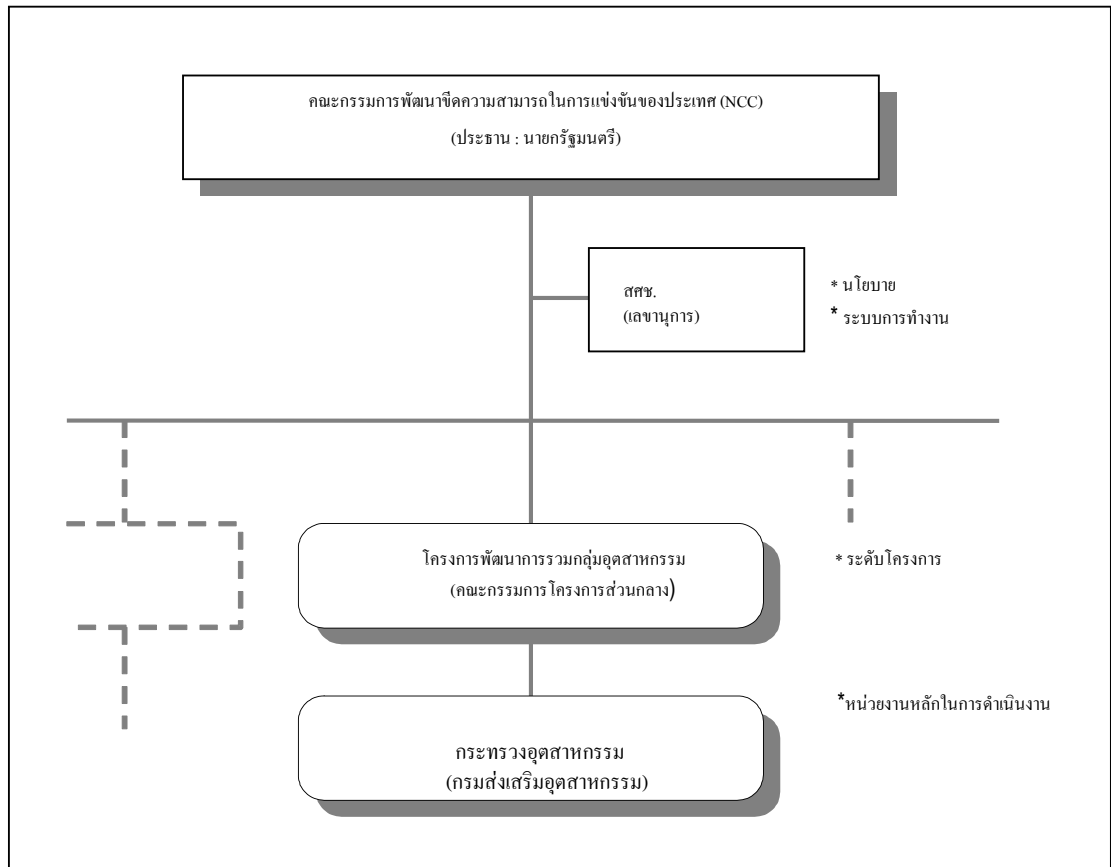 คณะกรรมการพัฒนาขีดความสามารถในการแข่งขันของประเทศ (NCC)
(ประธาน : นายกรัฐมนตรี)
สศช.
(เลขานุการ)
* นโยบาย
* ระบบการทำงาน
โครงการพัฒนาการรวมกลุ่มอุตสาหกรรม
(คณะกรรมการโครงการส่วนกลาง)
* ระดับโครงการ
*หน่วยงานหลักในการดำเนินงาน
กระทรวงอุตสาหกรรม
(กรมส่งเสริมอุตสาหกรรม)